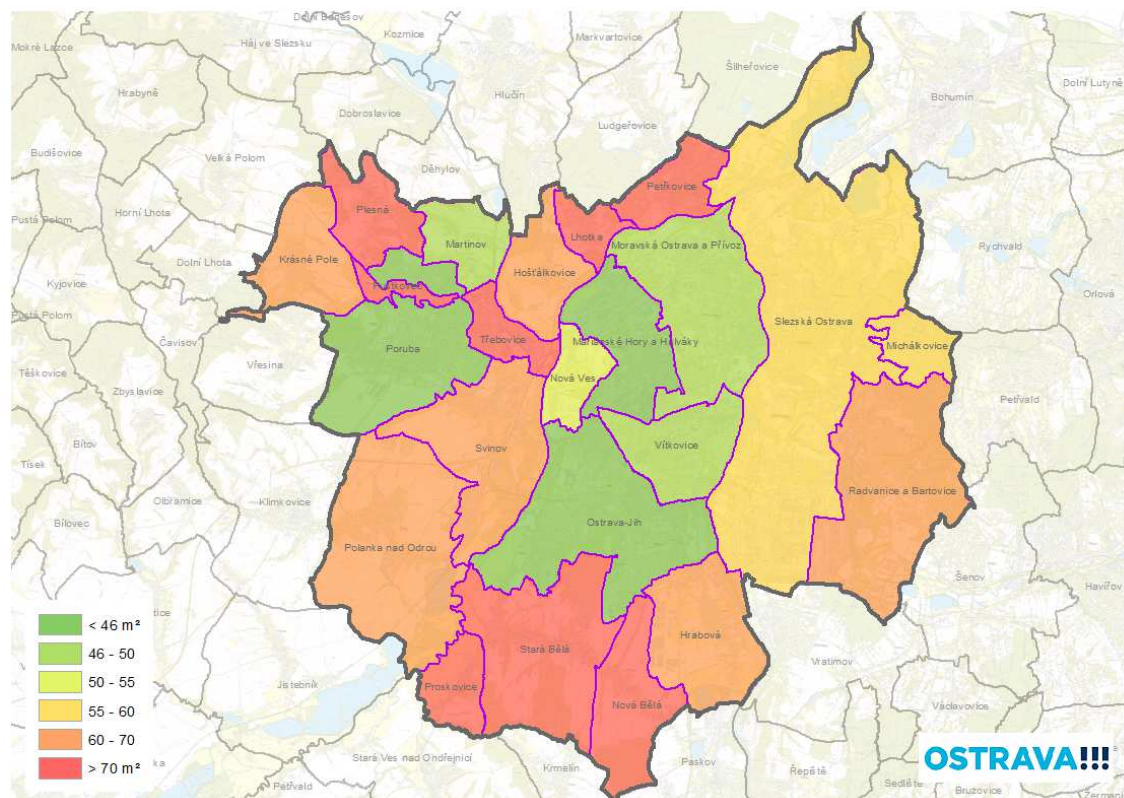 Dolní Benešov
Mokré Lazce
Háj ve Slezsku
Kozmice
Markvartovice
Šilheřovice
Hrabyně
Hlučín
Bohumín
Dolní Lutyně
Dobroslavice
Ludgeřovice
Budišovice
Velká Polom
Děhylov
Petřkovice
Plesná
Pustá Polom
Horní Lhota
Lhotka
Martinov
Moravská Ostrava a Přívoz
Rychvald
Dolní Lhota
Krásné Pole
Hošťálkovice
Kyjovice
Orlová
Pustá Polom
Slezská Ostrava
Čavisov
Třebovice
Poruba
Mariánské Hory a Hulváky
Michálkovice
Těškovice
Vřesina
Nová Ves
Zbyslavice
Petřvald
Bítov
Vítkovice
Svinov
Tísek
Radvanice a Bartovice
Olbramice
Klimkovice
Bílovec
Ostrava-Jih
Polanka nad Odrou
Šenov
Havířov
< 46 m²
46 - 50
Hrabová
50 - 55
Stará Bělá
Vratimov
55 - 60
Jistebník
Proskovice
Nová Bělá
Václavovice
60 - 70
> 70 m²
Stará Ves nad Ondřejnicí
Krmelín
Paskov
OSTRAVA!!!
Řepiště
Petřvald
Sedliště
Bruzovice